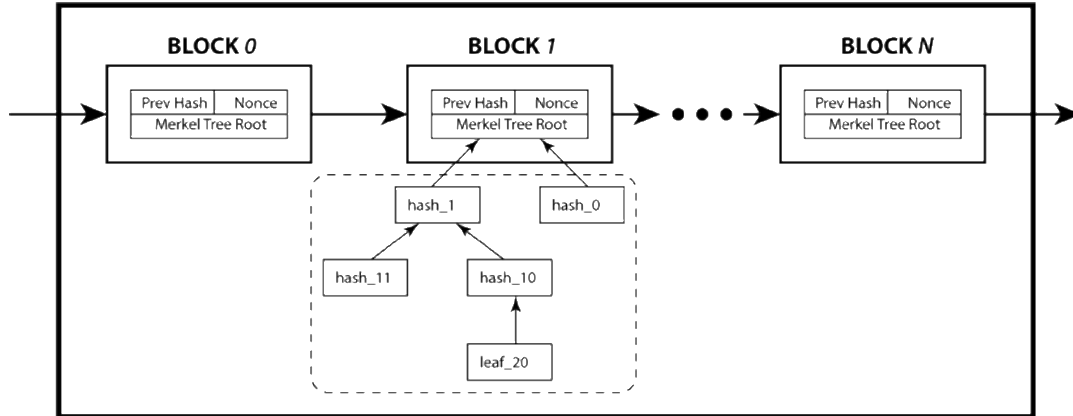 BLOCK 0
BLOCK 1
BLOCK N
Prev Hash
Nonce
Merkel Tree Root
Prev Hash
Nonce
Merkel Tree Root
Prev Hash
Nonce
Merkel Tree Root
hash_1
hash_0
hash_11
hash_10
leaf_20